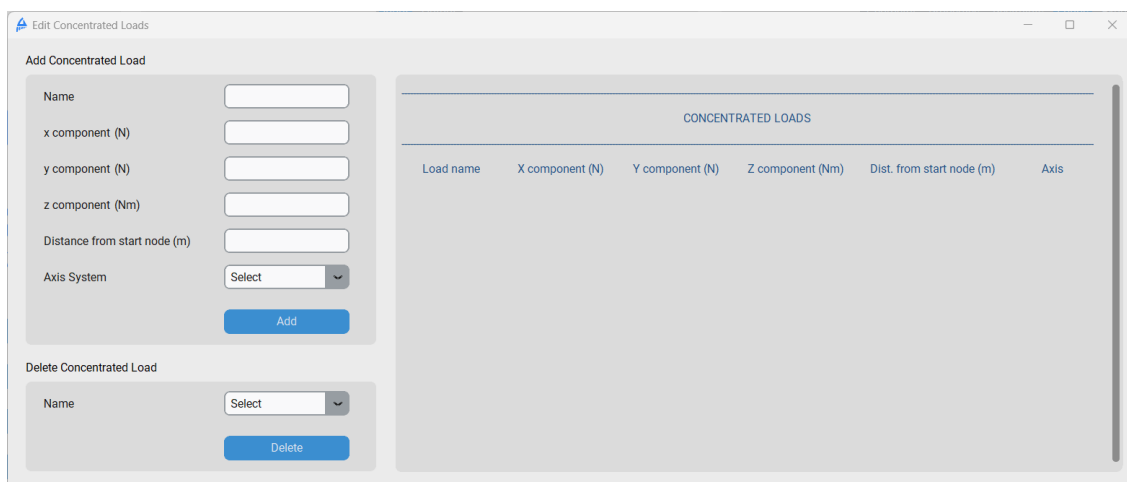 Edit Concentrated Loads
Add Concentrated Load
Name
x component (N)
y component (N)
z component (Nm)
Distance from start node (m)
Axis System
Select
Add
Delete Concentrated Load
Name
Select
Delete
CONCENTRATED LOADS
Load name X component (N) Y component (N) Z component (Nm) Dist. from start node (m) Axis